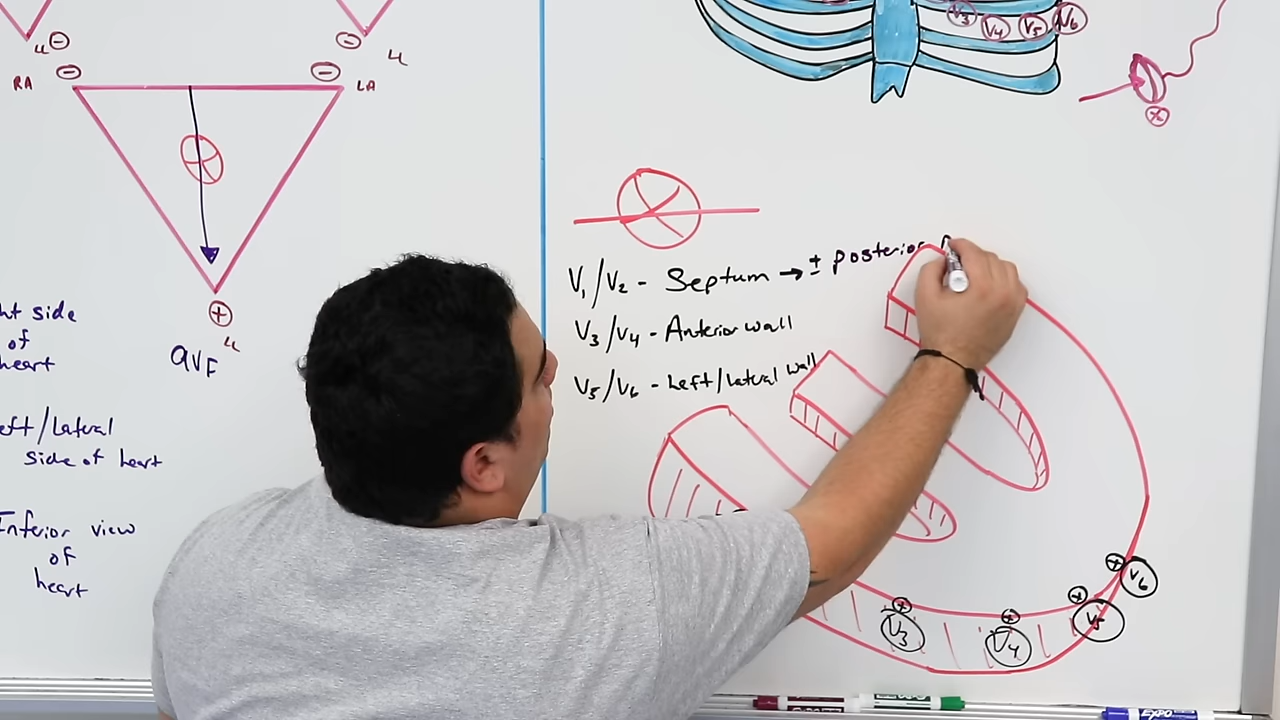 RA
LA
aVF
ht side
of
heart
eft/Lateral
side of heart
Inferior view
of
heart
V3 V4 V5 V6
V1/V2 - Septum → ± posterior
V3/V4 - Anterior wall
V5/V6 - Left/lateral wall
V6
V5
V3
V4
EXPO